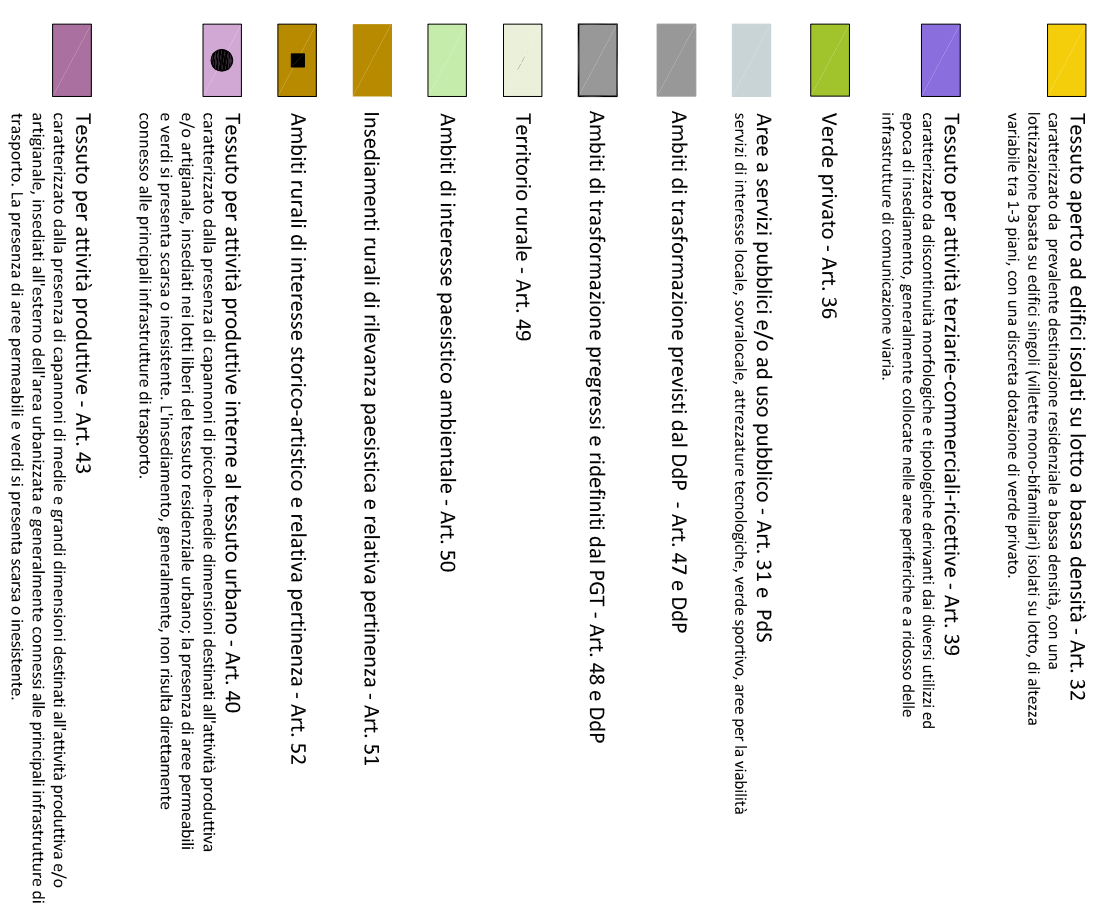 Tessuto aperto ad edifici isolati su lotto a bassa densità - Art. 32
caratterizzato da prevalente destinazione residenziale a bassa densità, con una
lottizzazione basata su edifici singoli (villette mono-bifamiliari) isolati su lotto, di altezza
variabile tra 1-3 piani, con una discreta dotazione di verde privato.
Tessuto per attività terziarie-commerciali-ricettive - Art. 39
caratterizzato da discontinuità morfologiche e tipologiche derivanti dai diversi utilizzi ed
epoca di insediamento, generalmente collocate nelle aree periferiche e a ridosso delle
infrastrutture di comunicazione viaria.
Verde privato - Art. 36
Aree a servizi pubblici e/o ad uso pubblico - Art. 31 e PdS
servizi di interesse locale, sovralocale, attrezzature tecnologiche, verde sportivo, aree per la viabilità
Ambiti di trasformazione previsti dal DdP - Art. 47 e DdP
Ambiti di trasformazione pregressi e ridefiniti dal PGT - Art. 48 e DdP
Territorio rurale - Art. 49
Ambiti di interesse paesistico ambientale - Art. 50
Insediamenti rurali di rilevanza paesistica e relativa pertinenza - Art. 51
Ambiti rurali di interesse storico-artistico e relativa pertinenza - Art. 52
Tessuto per attività produttive interne al tessuto urbano - Art. 40
caratterizzato dalla presenza di capannoni di piccole-medie dimensioni destinati all'attività produttiva
e/o artigianale, insediati nei lotti liberi del tessuto residenziale urbano; la presenza di aree permeabili
e verdi si presenta scarsa o inesistente. L'insediamento, generalmente, non risulta direttamente
connesso alle principali infrastrutture di trasporto.
Tessuto per attività produttive - Art. 43
caratterizzato dalla presenza di capannoni di medie e grandi dimensioni destinati all'attività produttiva e/o
artigianale, insediati all'esterno dell'area urbanizzata e generalmente connessi alle principali infrastrutture di
trasporto. La presenza di aree permeabili e verdi si presenta scarsa o inesistente.